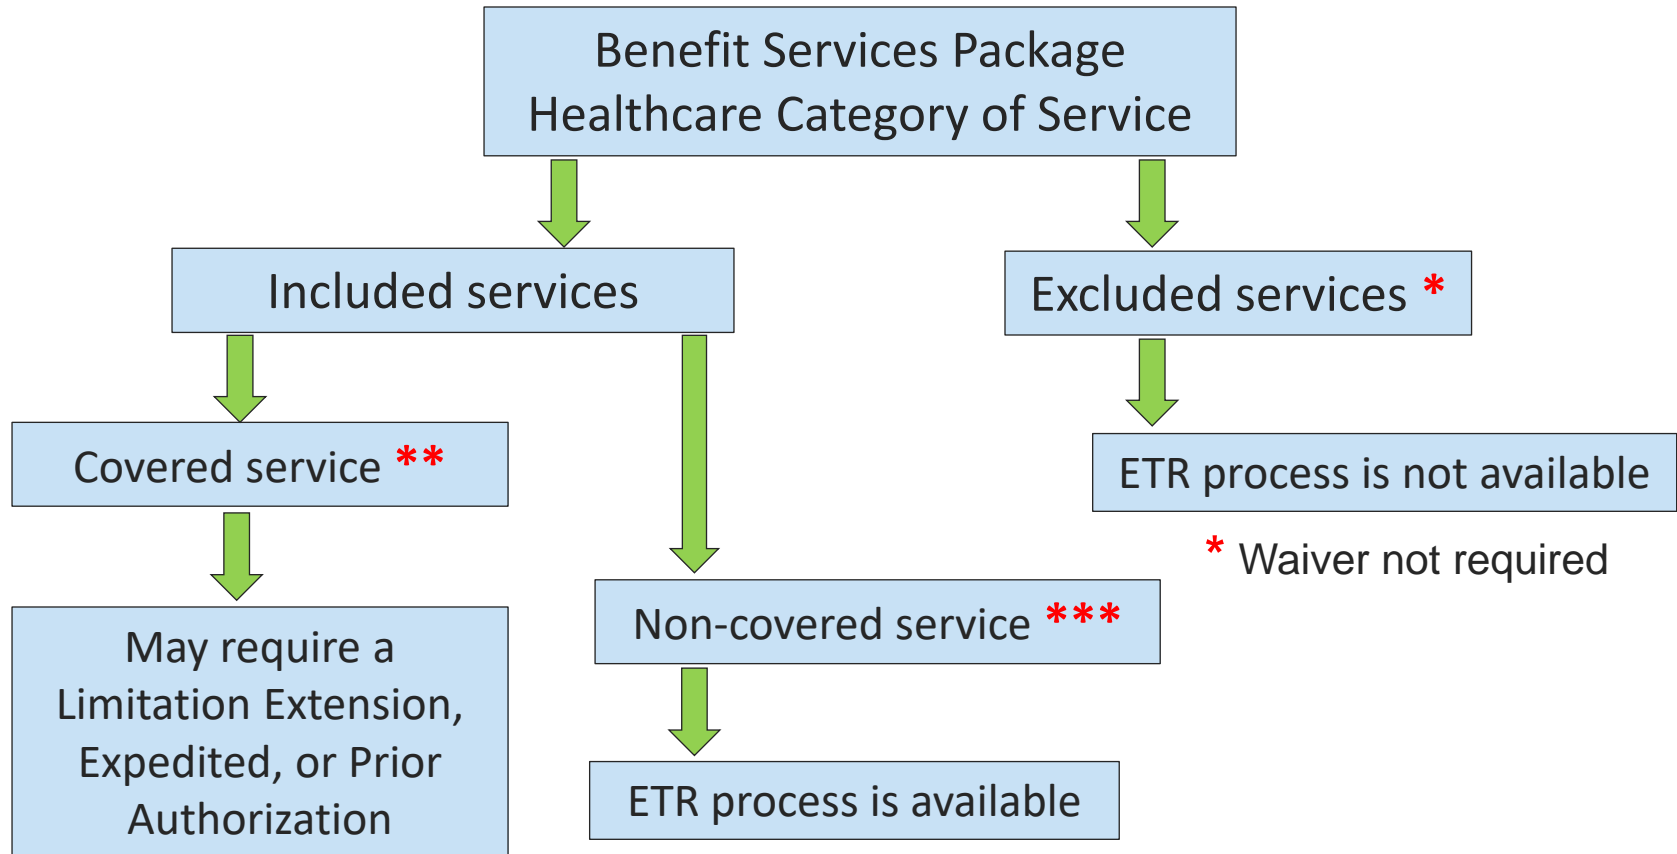 Benefit Services Package
Healthcare Category of Service
Included services
Excluded services *
Covered service **
ETR process is not available
* Waiver not required
Non-covered service ***
May require a
Limitation Extension,
Expedited, or Prior
Authorization
ETR process is available